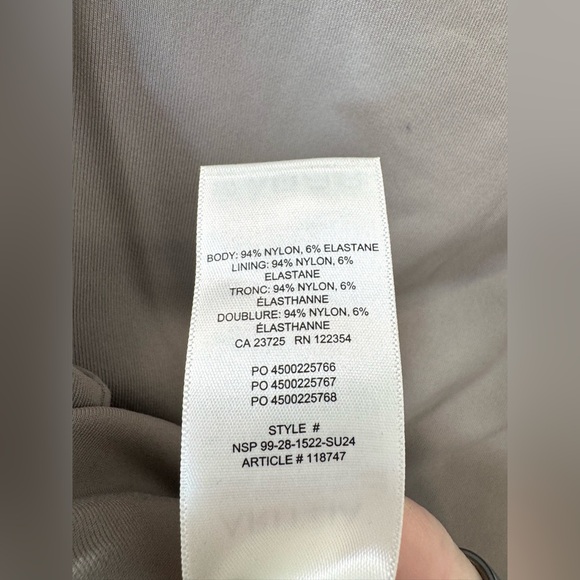 BODY: 94% NYLON, 6% ELASTANE
LINING: 94% NYLON, 6%
ELASTANE
TRONC: 94% NYLON, 6%
ÉLASTHANNE
DOUBLURE: 94% NYLON, 6%
ÉLASTHANNE
CA 23725 RN 122354
PO 4500225766
PO 4500225767
PO 4500225768
STYLE #
NSP 99-28-1522-SU24
ARTICLE # 118747